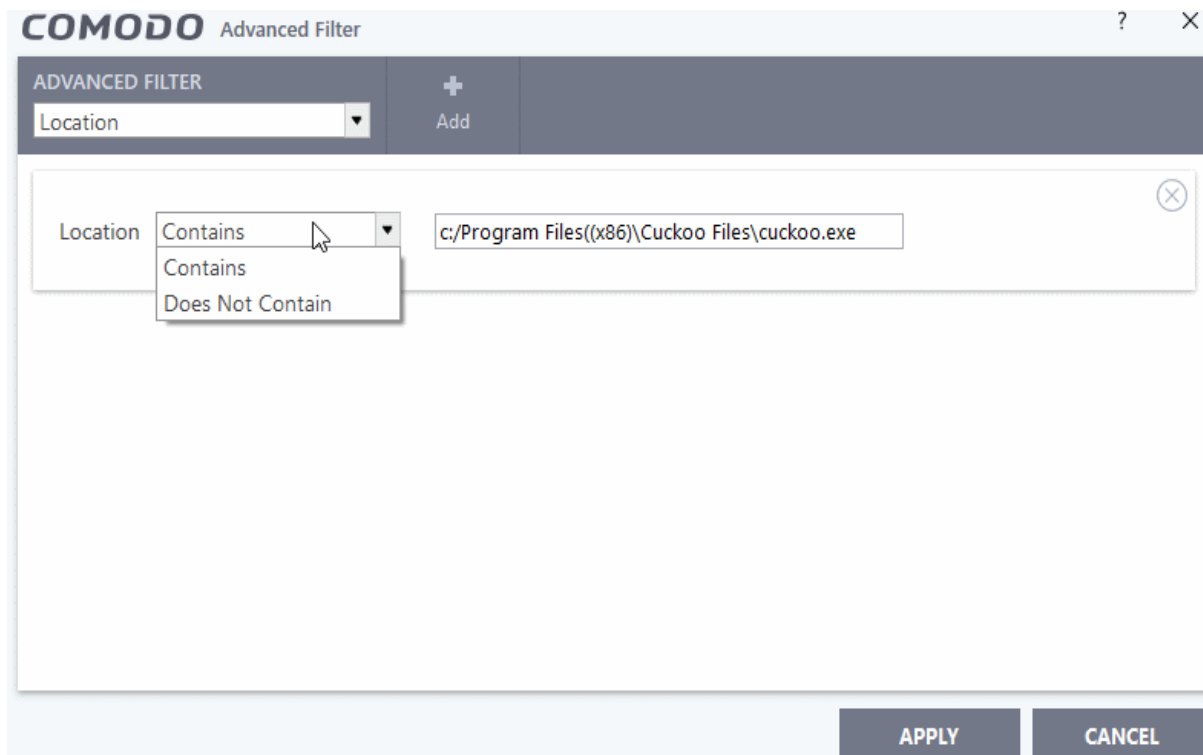 COMODO Advanced Filter ? X
ADVANCED FILTER
Location
+
Add
Location Contains c:/Program Files((x86)\Cuckoo Files\cuckoo.exe
Contains
Does Not Contain
APPLY CANCEL